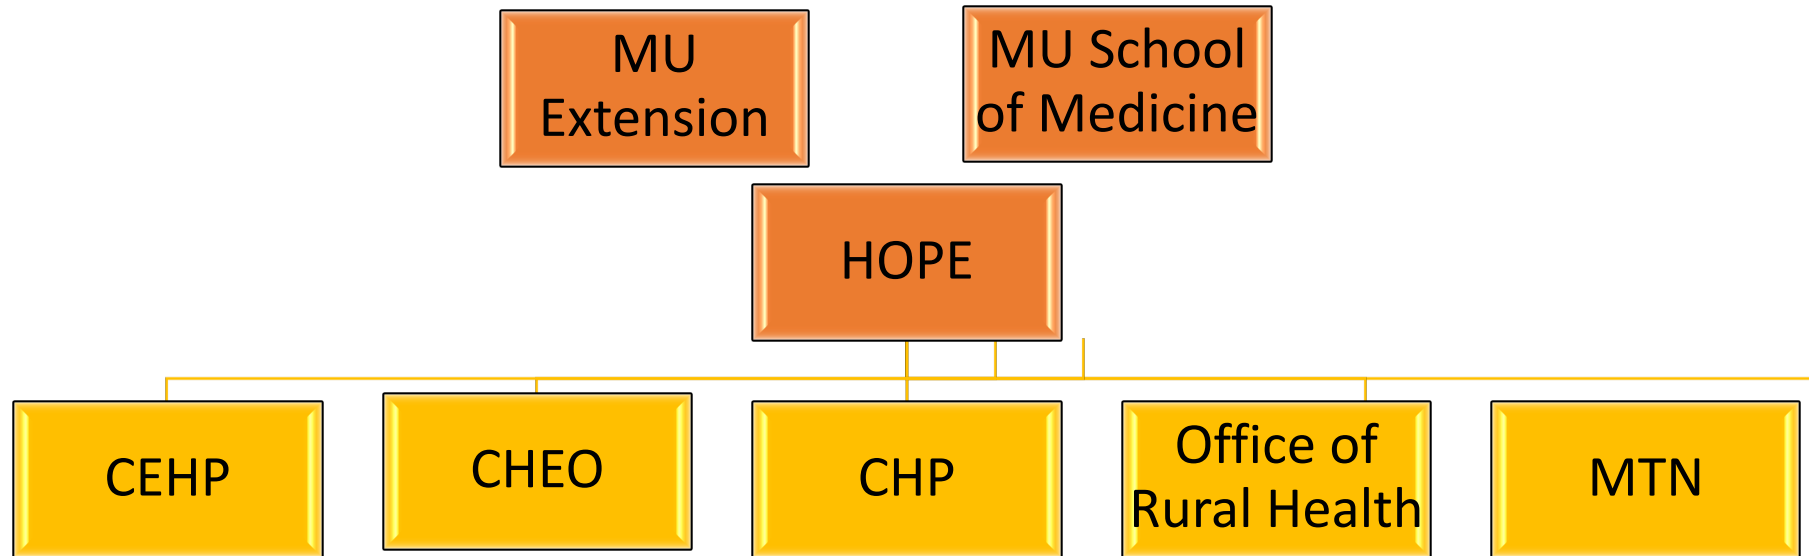 MU
Extension
MU School
of Medicine
HOPE
CEHP
CHEO
CHP
Office of
Rural Health
MTN